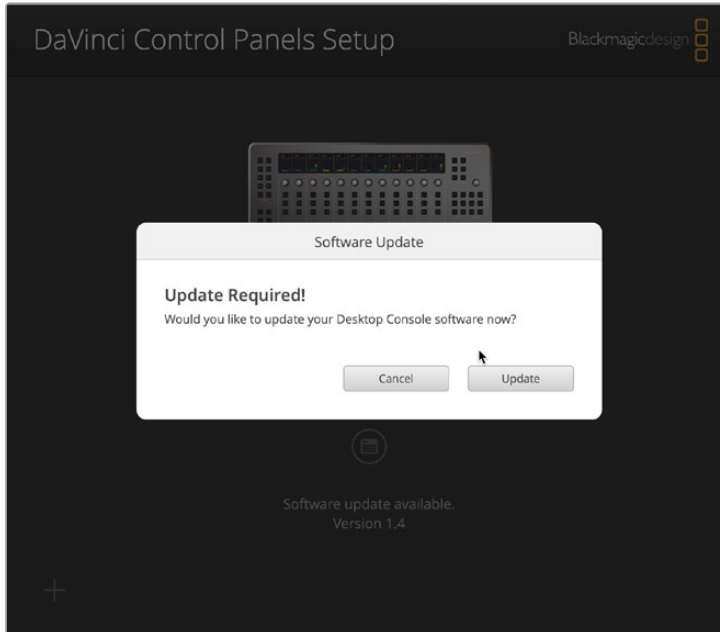 DaVinci Control Panels Setup
Blackmagicdesign
Software Update
Update Required!
Would you like to update your Desktop Console software now?
Cancel
Update
Software update available.
Version 1.4